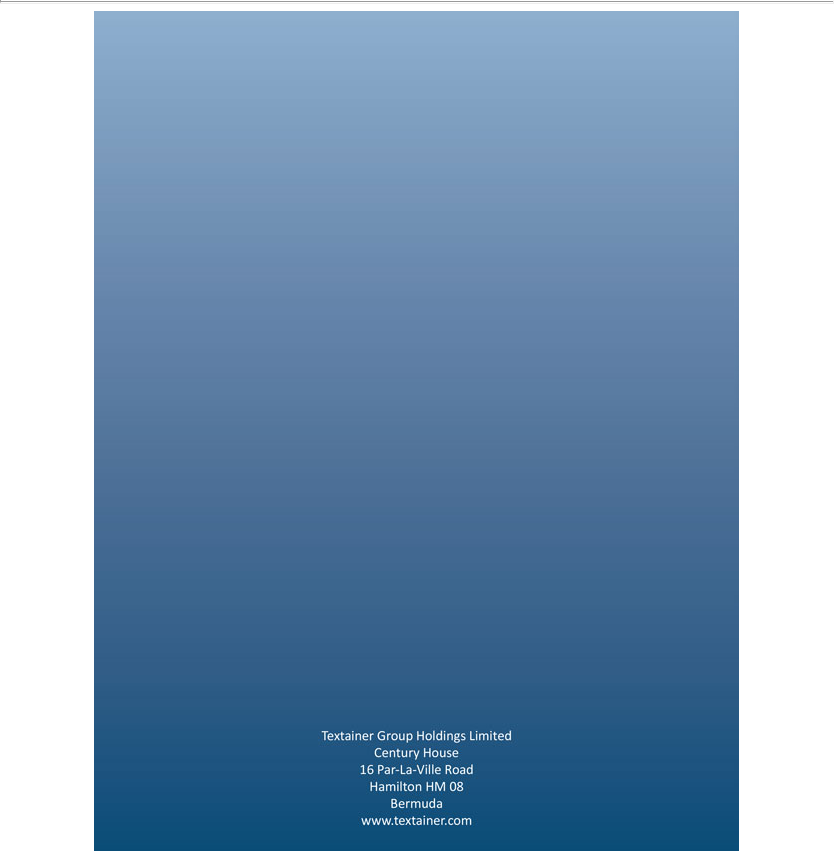 Textainer Group Holdings Limited
Century House
16 Par-La-Ville Road
Hamilton HM 08
Bermuda
www.textainer.com